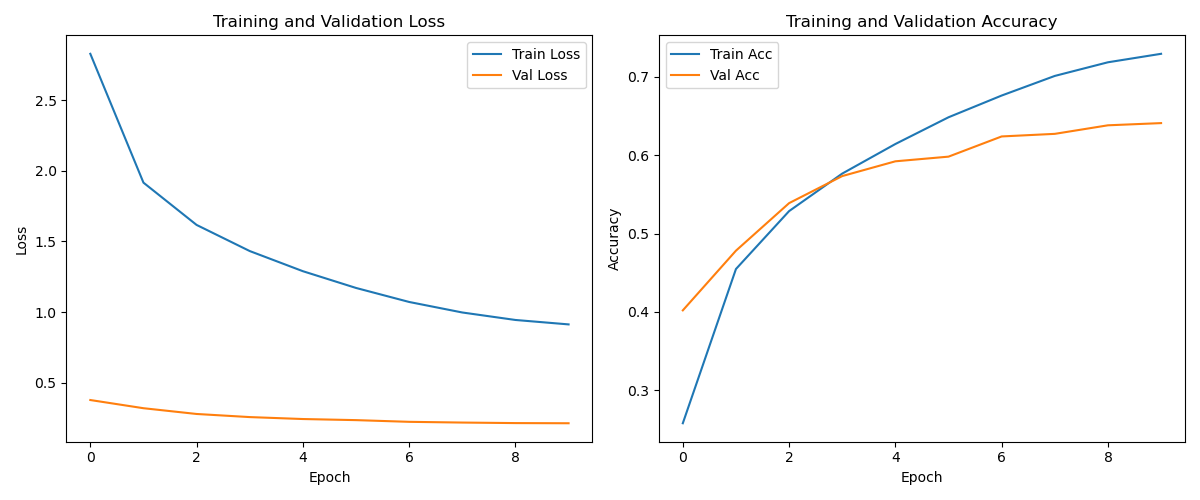 Training and Validation Loss
Train Loss
Val Loss
2.5
2.0
1.5
1.0
0.5
Loss
0
2
4
6
8
Epoch
Training and Validation Accuracy
Train Acc
Val Acc
0.7
0.6
0.5
0.4
0.3
Accuracy
0
2
4
6
8
Epoch